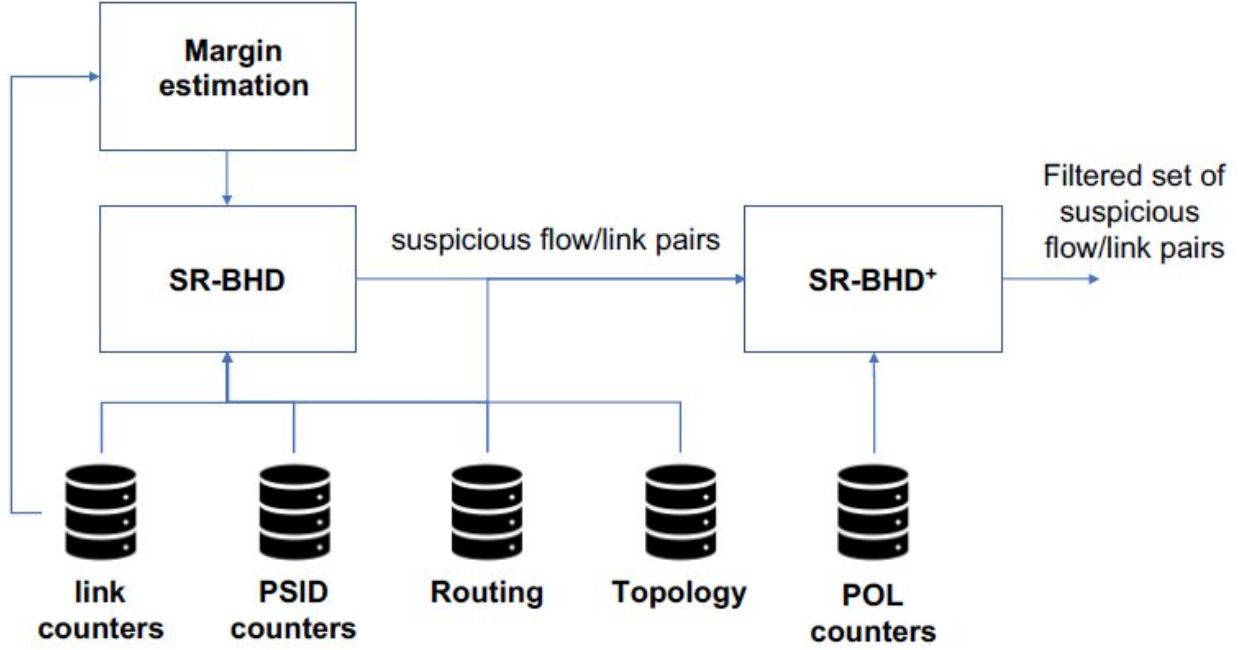 Margin
estimation
SR-BHD
suspicious flow/link pairs
SR-BHD⁺
Filtered set of
suspicious
flow/link pairs
link
counters
PSID
counters
Routing
Topology
POL
counters